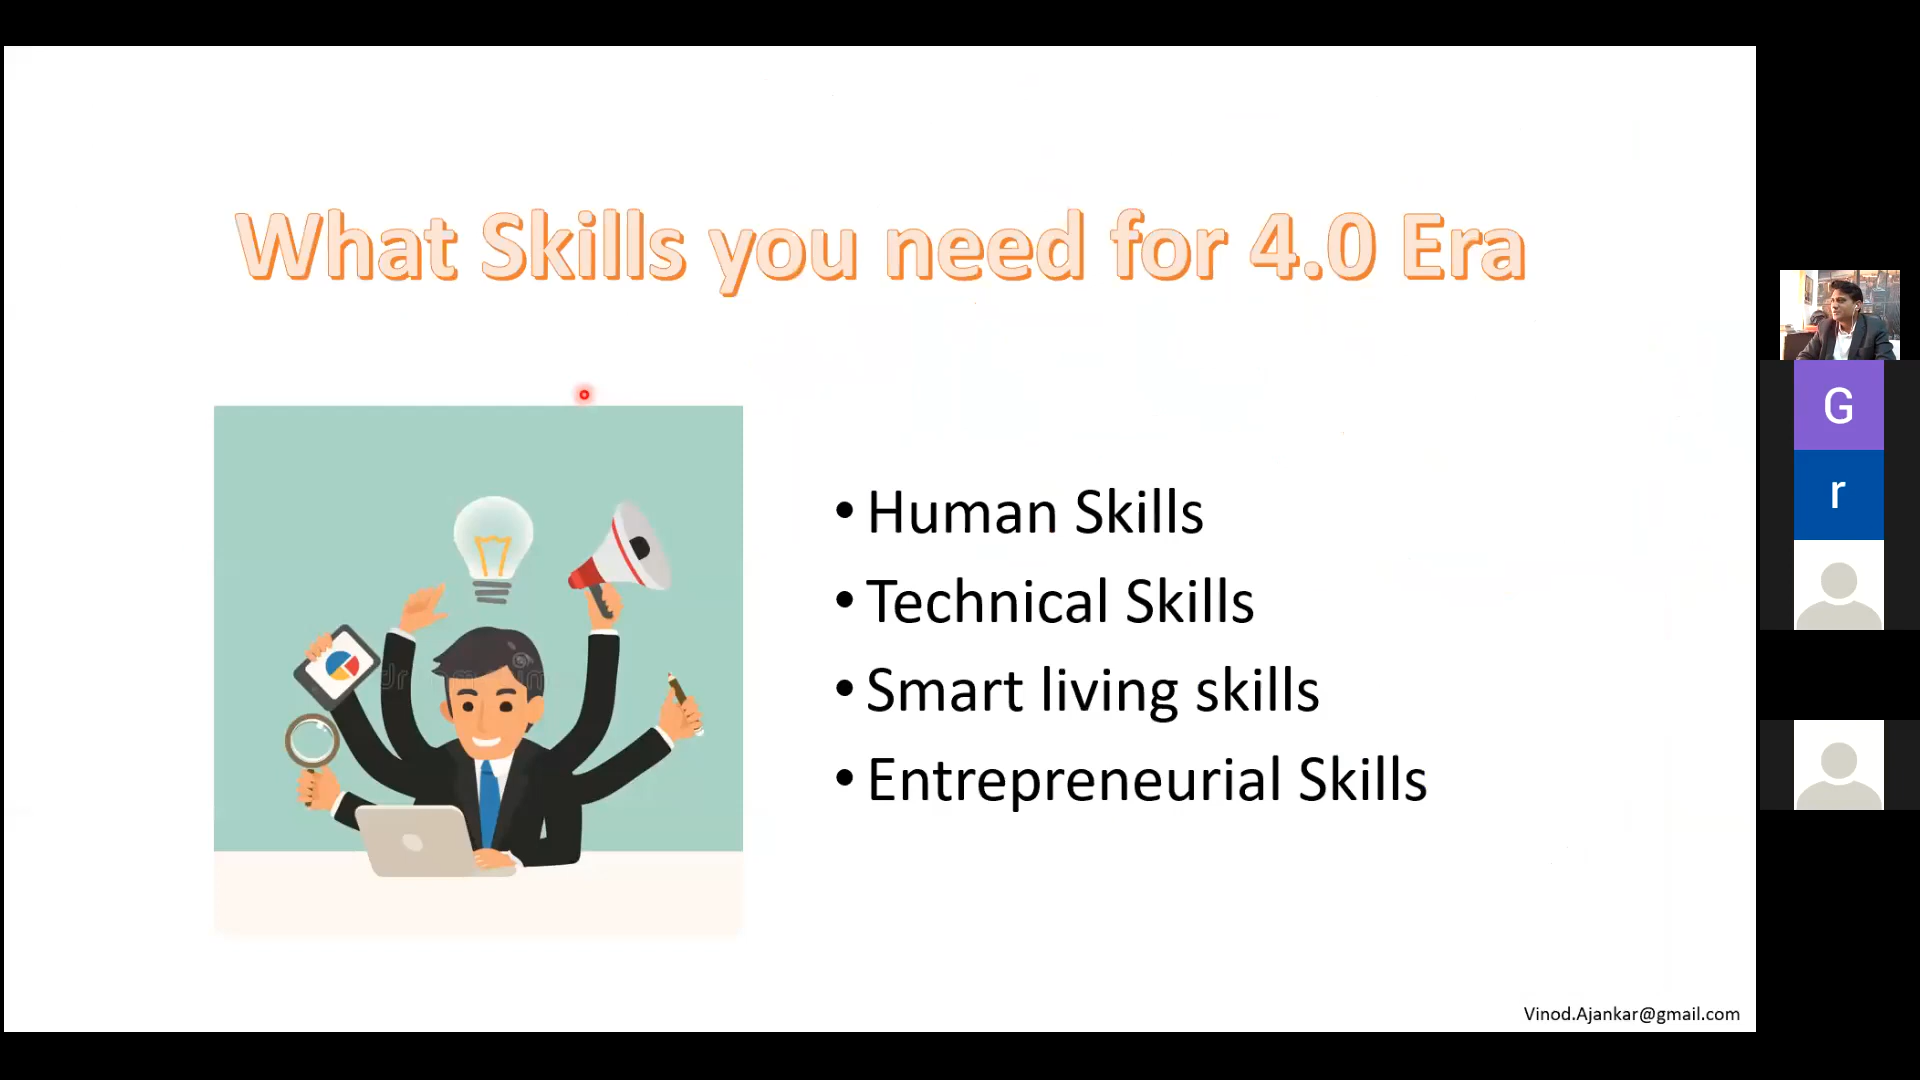 What Skills you need for 4.0 Era
• Human Skills
• Technical Skills
• Smart living skills
• Entrepreneurial Skills
Vinod.Ajankar@gmail.com
G
r